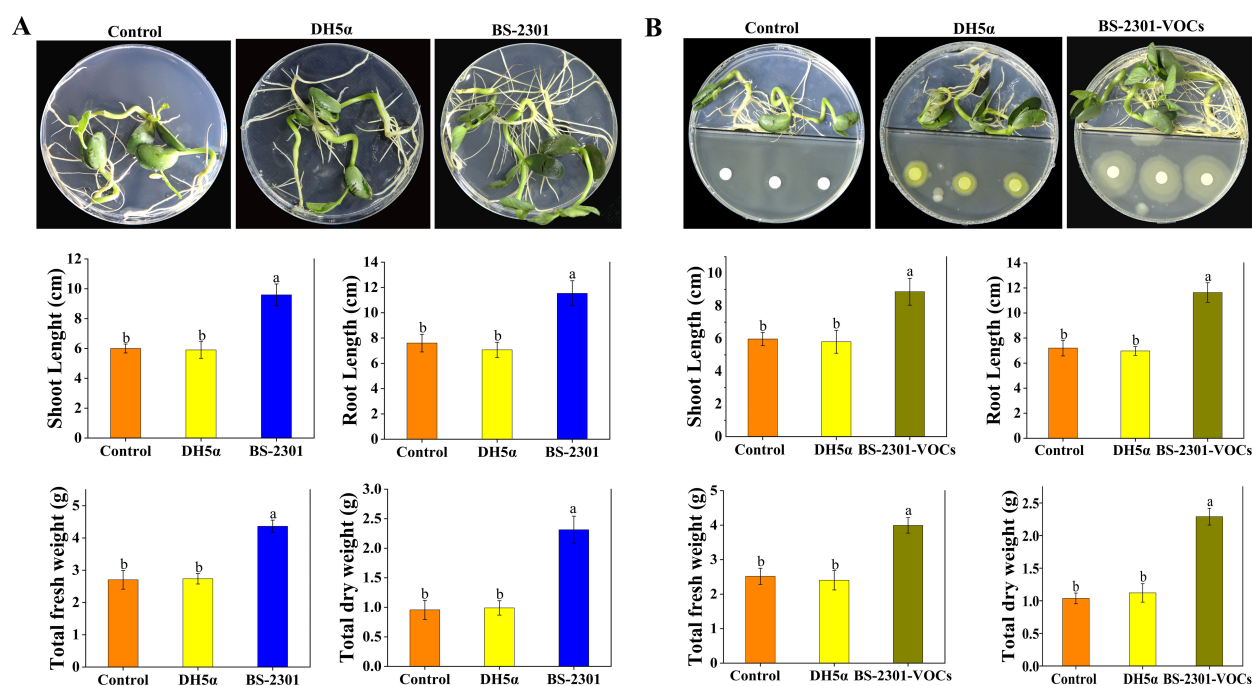 A
Control
DH5α
BS-2301
B
Control
DH5α
BS-2301-VOCs
Shoot Lenght (cm)
12
10
8
6
4
2
0
b
b
a
Control
DH5α
BS-2301
Root Length (cm)
14
12
10
8
6
4
2
0
b
b
a
Control
DH5α
BS-2301
Shoot Length (cm)
10
8
6
4
2
0
b
b
a
Control
DH5α
BS-2301-VOCs
Root Length (cm)
14
12
10
8
6
4
2
0
b
b
a
Control
DH5α
BS-2301-VOCs
Total fresh weight (g)
5
4
3
2
1
0
b
b
a
Control
DH5α
BS-2301
Total dry weight (g)
3.0
2.5
2.0
1.5
1.0
0.5
0.0
b
b
a
Control
DH5α
BS-2301
Total fresh weight (g)
5
4
3
2
1
0
b
b
a
Control
DH5α
BS-2301-VOCs
Total dry weight (g)
2.5
2.0
1.5
1.0
0.5
0.0
b
b
a
Control
DH5α
BS-2301-VOCs